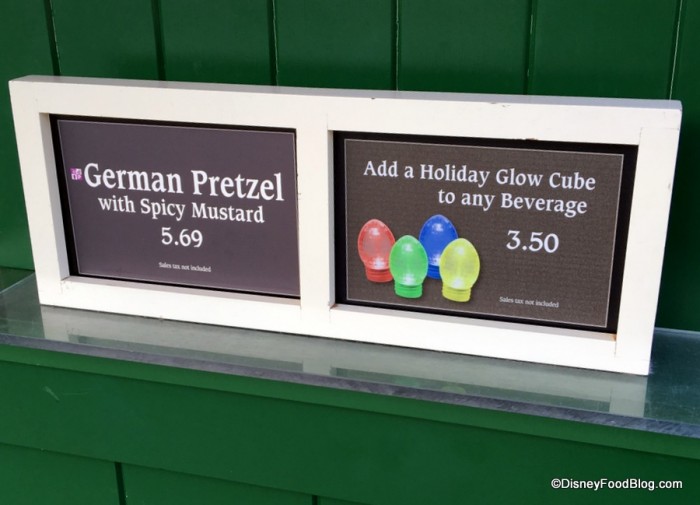 German Pretzel
with Spicy Mustard
5.69
Sales tax not included
Add a Holiday Glow Cube
to any Beverage
3.50
Sales tax not included
©DisneyFoodBlog.com